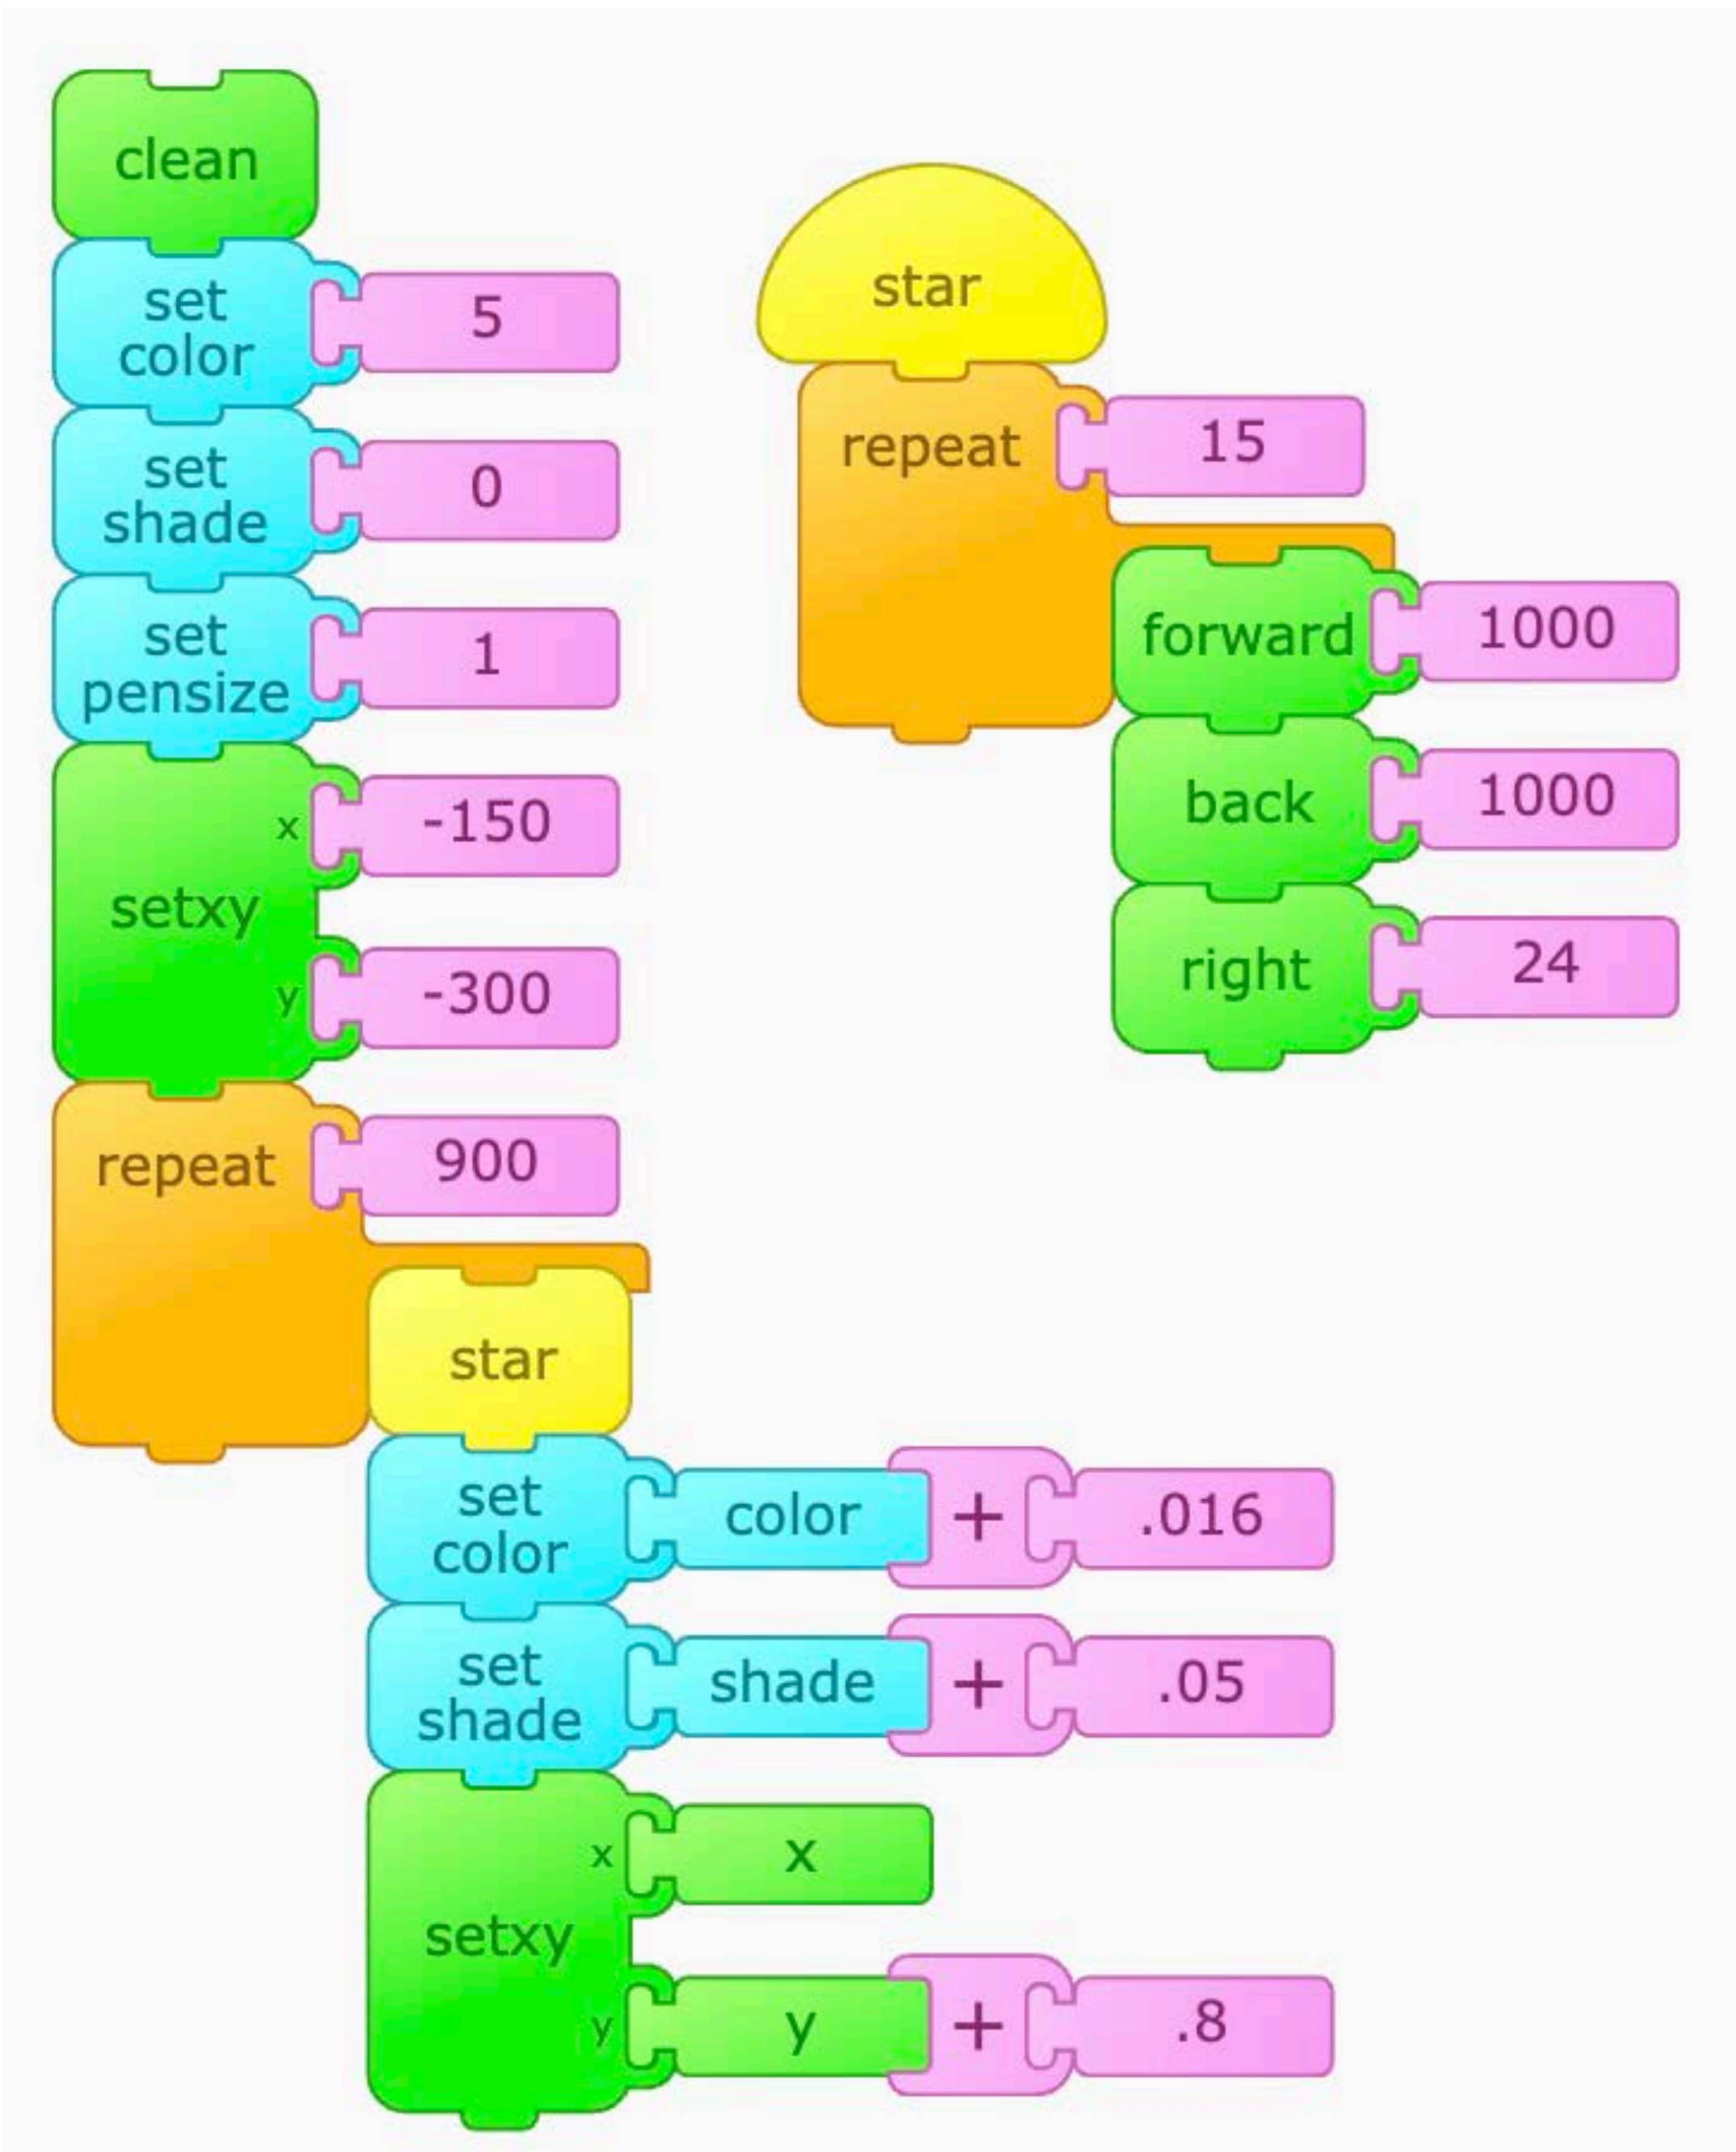 clean
set
color
5
set
shade
0
set
pensize
1
x
-150
setxy
y
-300
repeat
900
star
set
color
color
+
.016
set
shade
shade
+
.05
x
x
setxy
y
y
+
.8
star
repeat
15
forward
1000
back
1000
right
24